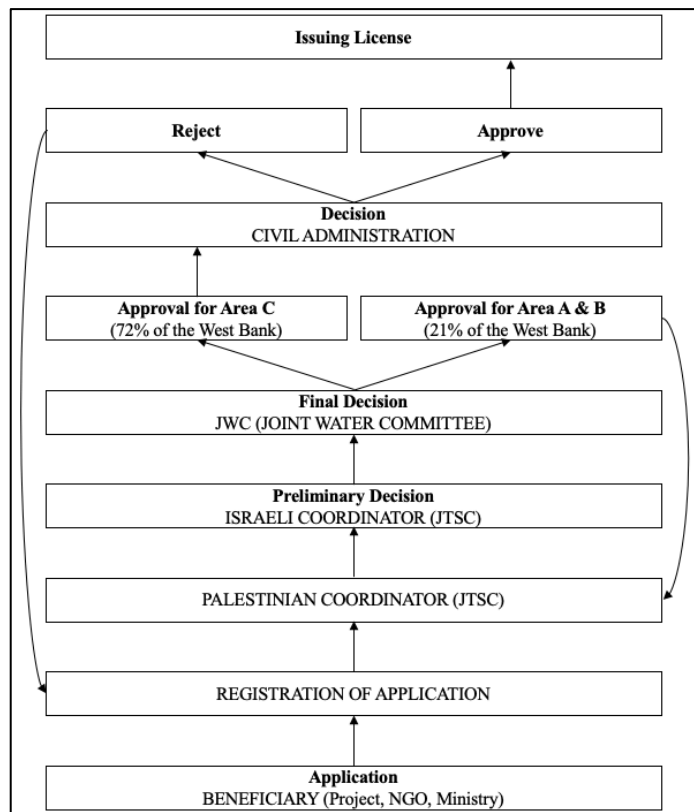 Issuing License
Reject
Approve
Decision
CIVIL ADMINISTRATION
Approval for Area C
(72% of the West Bank)
Approval for Area A & B
(21% of the West Bank)
Final Decision
JWC (JOINT WATER COMMITTEE)
Preliminary Decision
ISRAELI COORDINATOR (JTSC)
PALESTINIAN COORDINATOR (JTSC)
REGISTRATION OF APPLICATION
Application
BENEFICIARY (Project, NGO, Ministry)